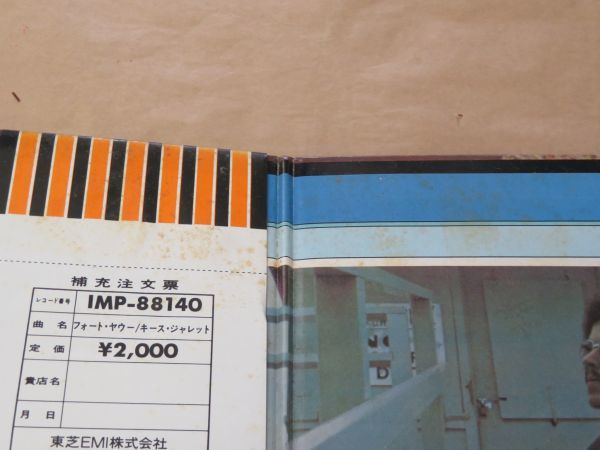 補充注文票
レコード番号 IMP-88140
曲名 フォート・ヤウー/キース・ジャレット
定価 ¥2,000
貴店名
月日
東芝EMI株式会社
D